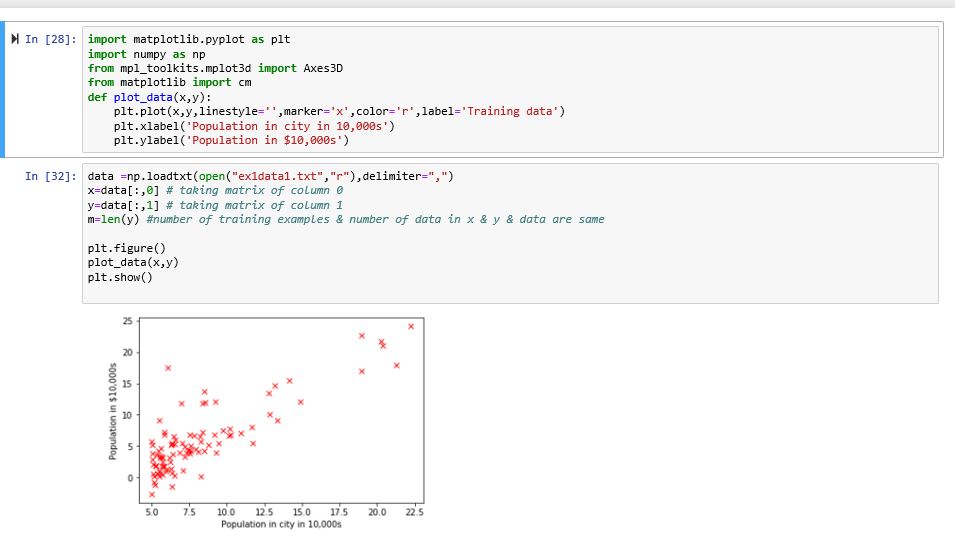 In [28]:
import matplotlib.pyplot as plt
import numpy as np
from mpl_toolkits.mplot3d import Axes3D
from matplotlib import cm
def plot_data(x,y):
    plt.plot(x,y,linestyle='',marker='x',color='r',label='Training data')
    plt.xlabel('Population in city in 10,000s')
    plt.ylabel('Population in $10,000s')
In [32]:
data =np.loadtxt(open("ex1data1.txt","r"),delimiter=",")
x=data[:,0] # taking matrix of column 0
y=data[:,1] # taking matrix of column 1
m=len(y) #number of training examples & number of data in x & y & data are same
plt.figure()
plot_data(x,y)
plt.show()
Population in $10,000s
25
20
15
10
5
0
5.0 7.5 10.0 12.5 15.0 17.5 20.0 22.5
Population in city in 10,000s